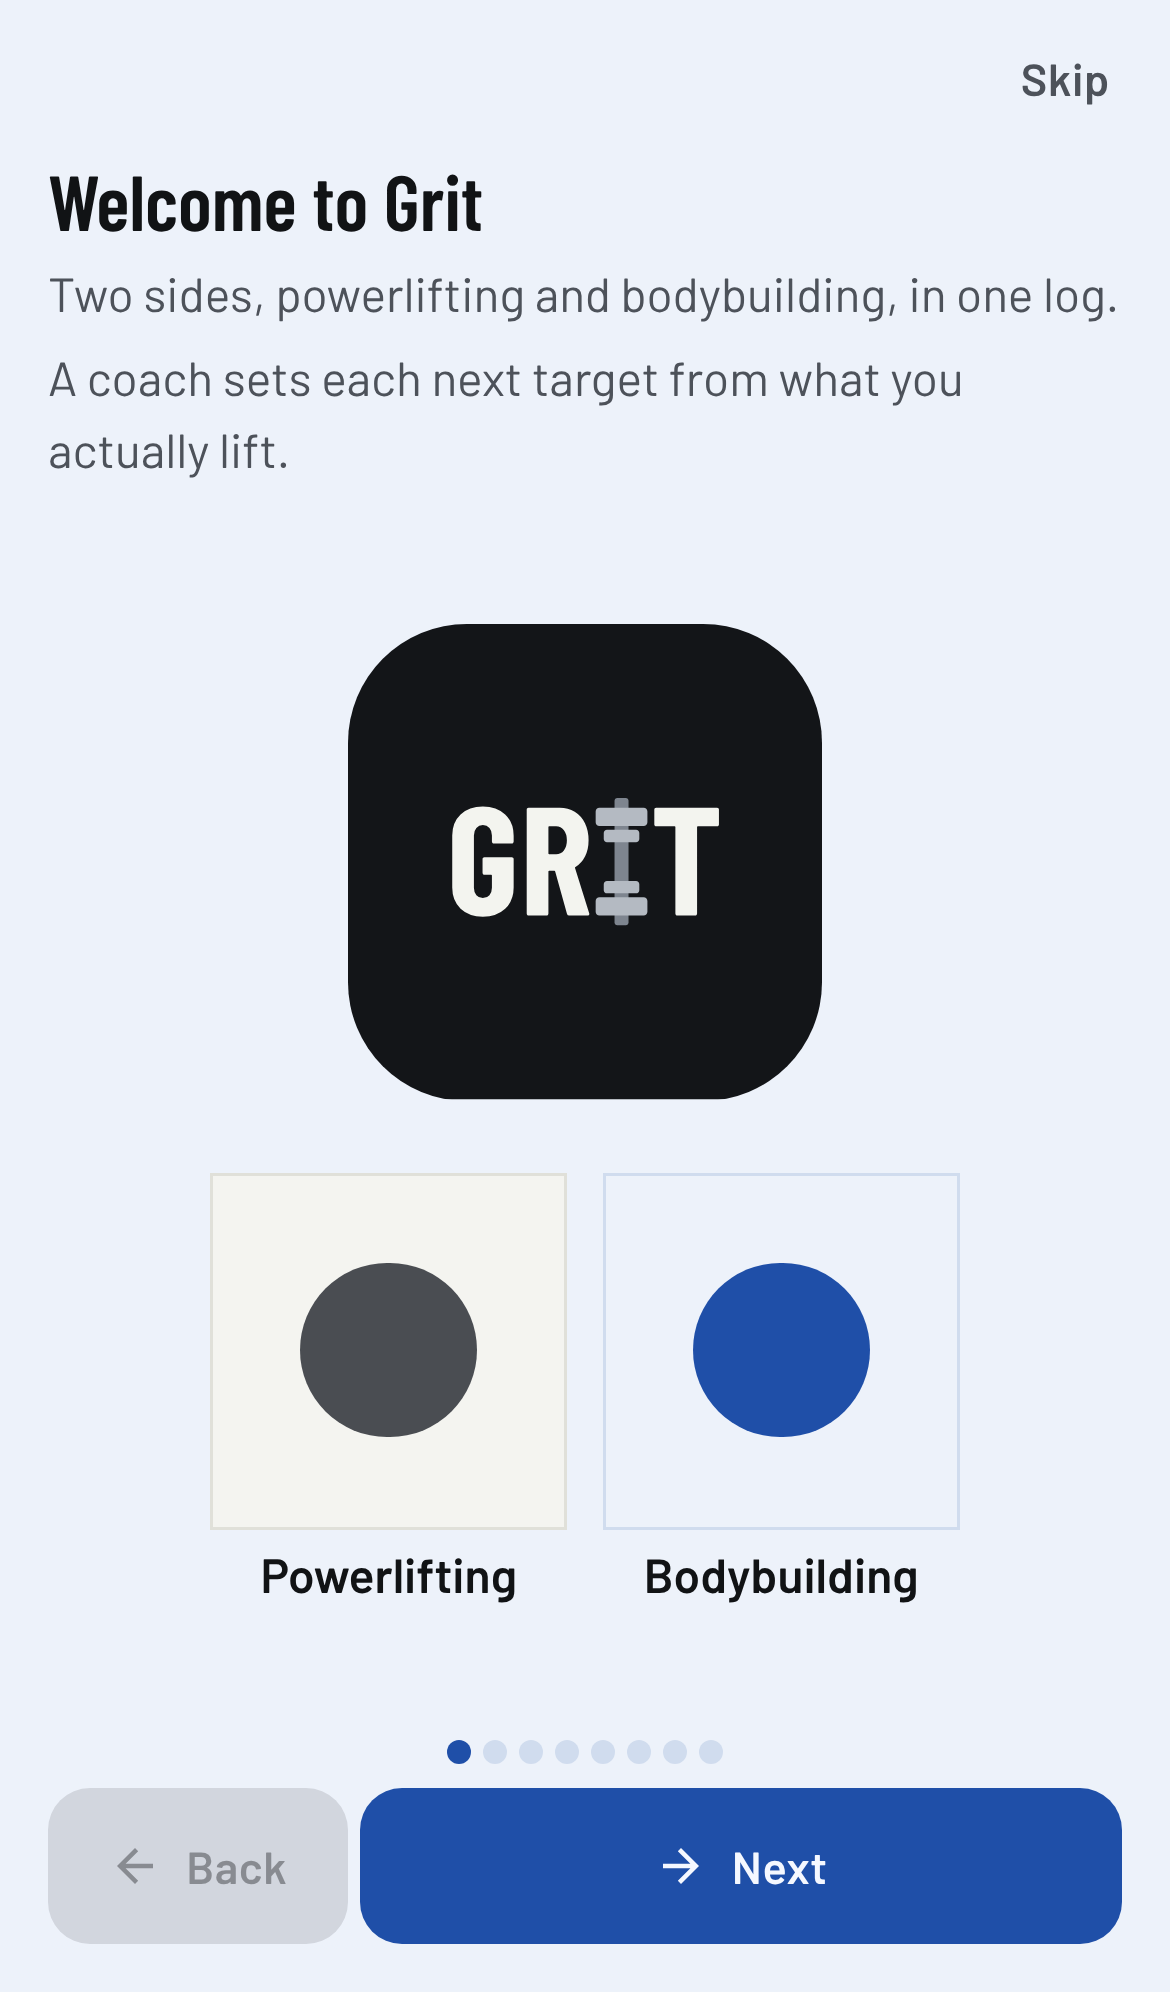 Skip
Welcome to Grit
Two sides, powerlifting and bodybuilding, in one log.
A coach sets each next target from what you
actually lift.
GRIT
Powerlifting
Bodybuilding
Back
Next